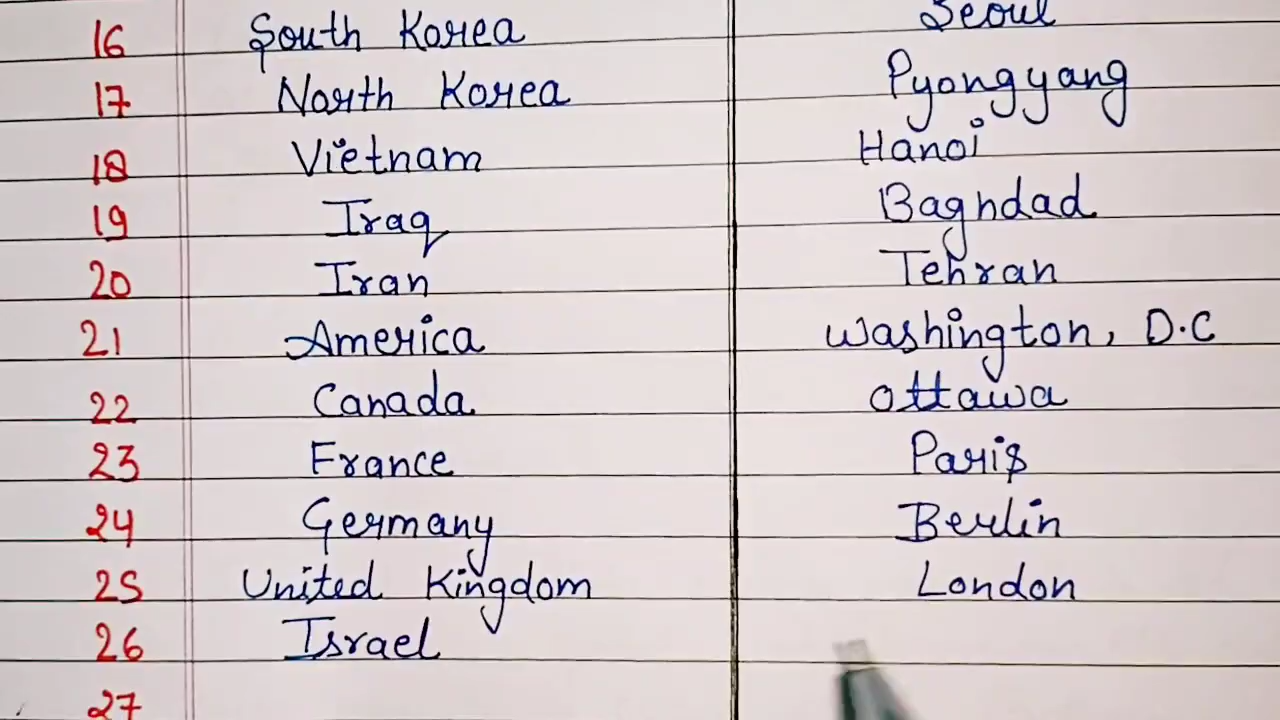 16 South Korea Seoul
17 North Korea Pyongyang
18 Vietnam Hanoi
19 Iraq Baghdad
20 Iran Tehran
21 America Washington, D.C
22 Canada Ottawa
23 France Paris
24 Germany Berlin
25 United Kingdom London
26 Israel
27